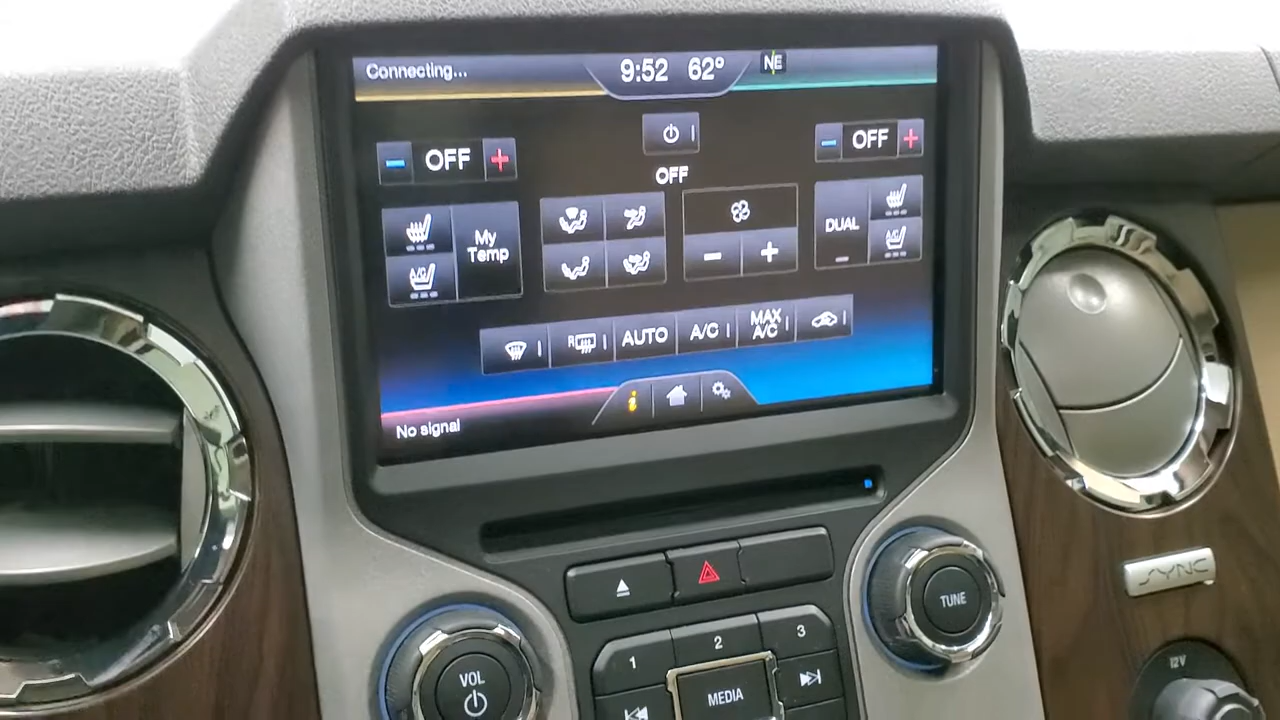 Connecting...
9:52 62°
NE
OFF
OFF
OFF
My
Temp
A/C
DUAL
A/C
R
AUTO
A/C
MAX
A/C
i
No signal
TUNE
SYNC
1
2
3
VOL
MEDIA
12V